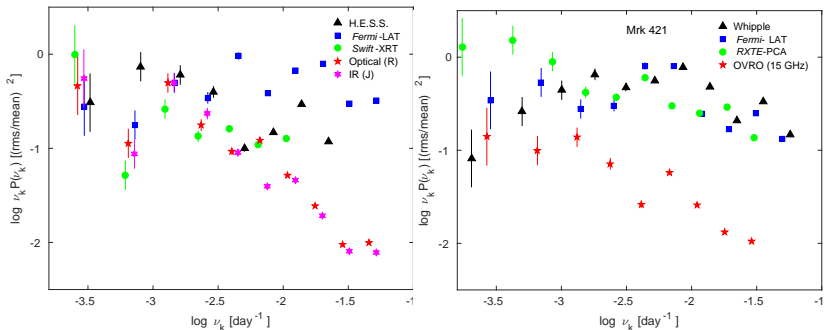 H.E.S.S.
Fermi-LAT
Swift-XRT
Optical (R)
IR (J)
0
-1
-2
log ν_k P(ν_k) [(rms/mean)^2]
-3.5 -3 -2.5 -2 -1.5 -1
log ν_k [day^-1]
Mrk 421
Whipple
Fermi- LAT
RXTE-PCA
OVRO (15 GHz)
0
-1
-2
log ν_k P(ν_k) [(rms/mean)^2]
-3.5 -3 -2.5 -2 -1.5 -1
log ν_k [day^-1]